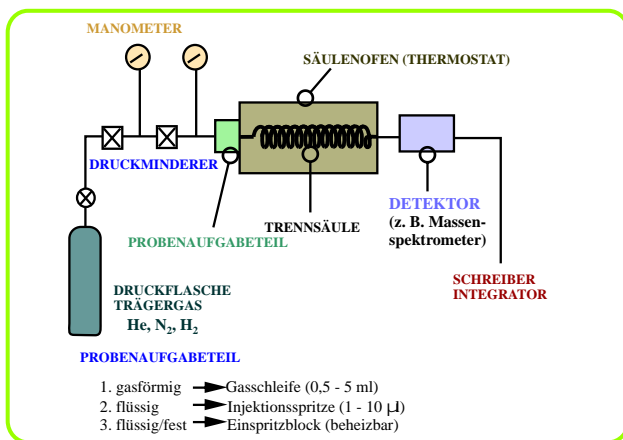 MANOMETER
SÄULENOFEN (THERMOSTAT)
DRUCKMINDERER
TRENNSÄULE
DETEKTOR
(z. B. Massen-
spektrometer)
PROBENAUFGABETEIL
SCHREIBER
INTEGRATOR
DRUCKFLASCHE
TRÄGERGAS
He, N₂, H₂
PROBENAUFGABETEIL
1. gasförmig Gasschleife (0,5 - 5 ml)
2. flüssig Injektionsspritze (1 - 10 µl)
3. flüssig/fest Einspritzblock (beheizbar)